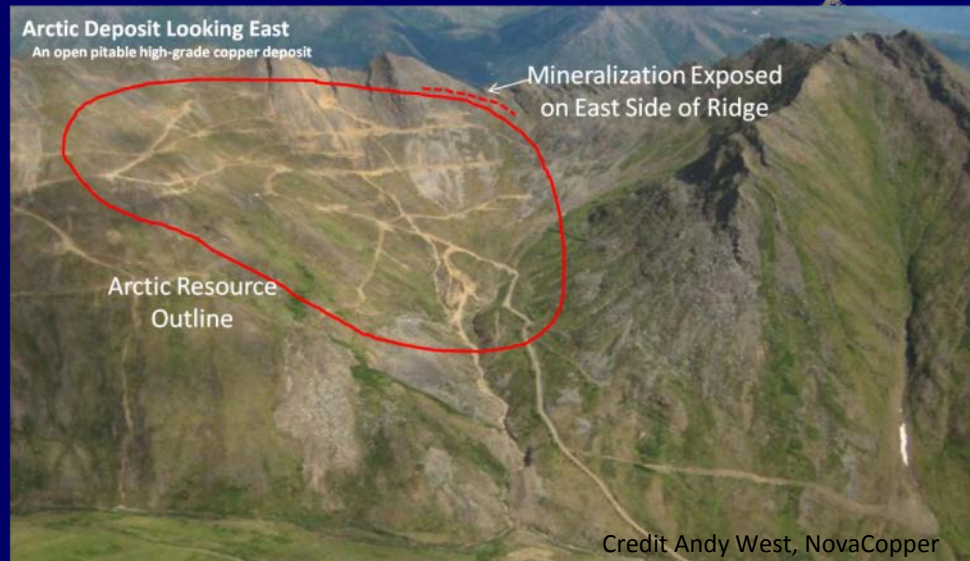 Arctic Deposit Looking East
An open pitable high-grade copper deposit
Mineralization Exposed
on East Side of Ridge
Arctic Resource
Outline
Credit Andy West, NovaCopper